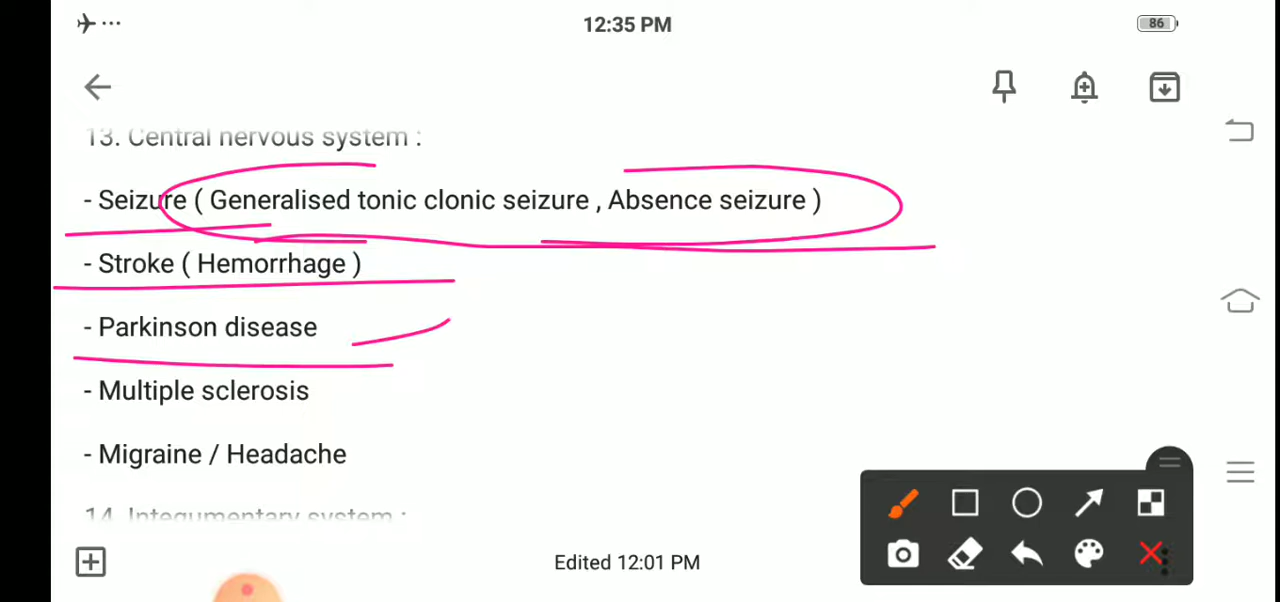 12:35 PM
86
13. Central nervous system :
- Seizure ( Generalised tonic clonic seizure , Absence seizure )
- Stroke ( Hemorrhage )
- Parkinson disease
- Multiple sclerosis
- Migraine / Headache
14. Integumentary system :
Edited 12:01 PM